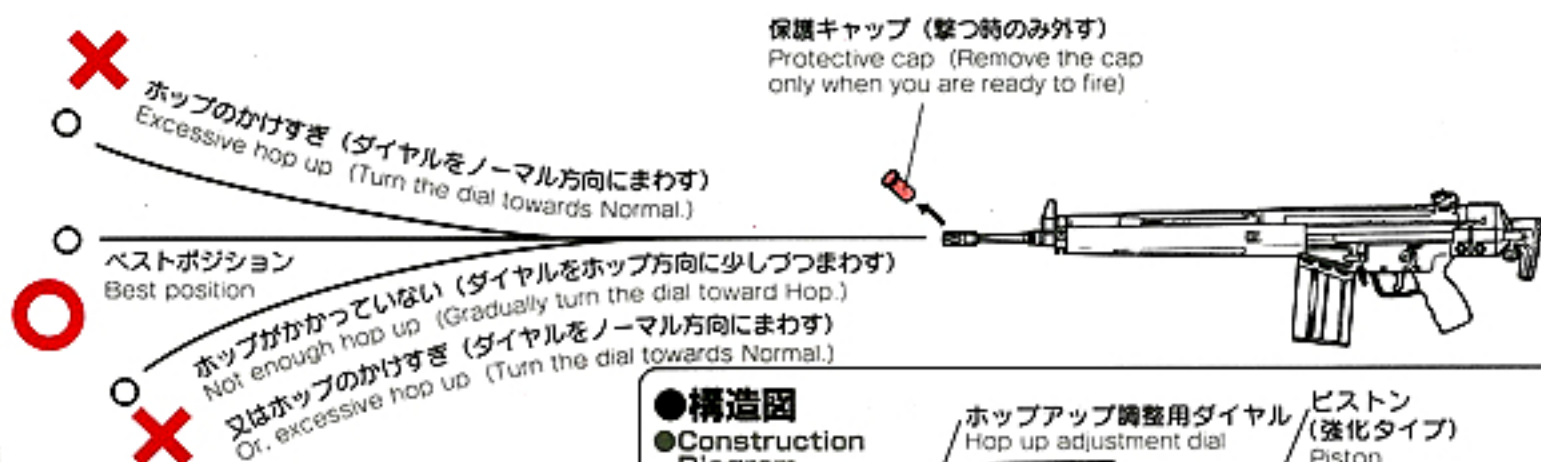 保護キャップ（撃つ時のみ外す）
Protective cap (Remove the cap
only when you are ready to fire)
ホップのかけすぎ（ダイヤルをノーマル方向にまわす）
Excessive hop up (Turn the dial towards Normal.)
ベストポジション
Best position
ホップがかかっていない（ダイヤルをホップ方向に少しづつまわす）
Not enough hop up (Gradually turn the dial toward Hop.)
又はホップのかけすぎ（ダイヤルをノーマル方向にまわす）
Or, excessive hop up (Turn the dial towards Normal.)
●構造図
●Construction
Diagram
ホップアップ調整用ダイヤル
Hop up adjustment dial
ピストン
（強化タイプ）
Piston